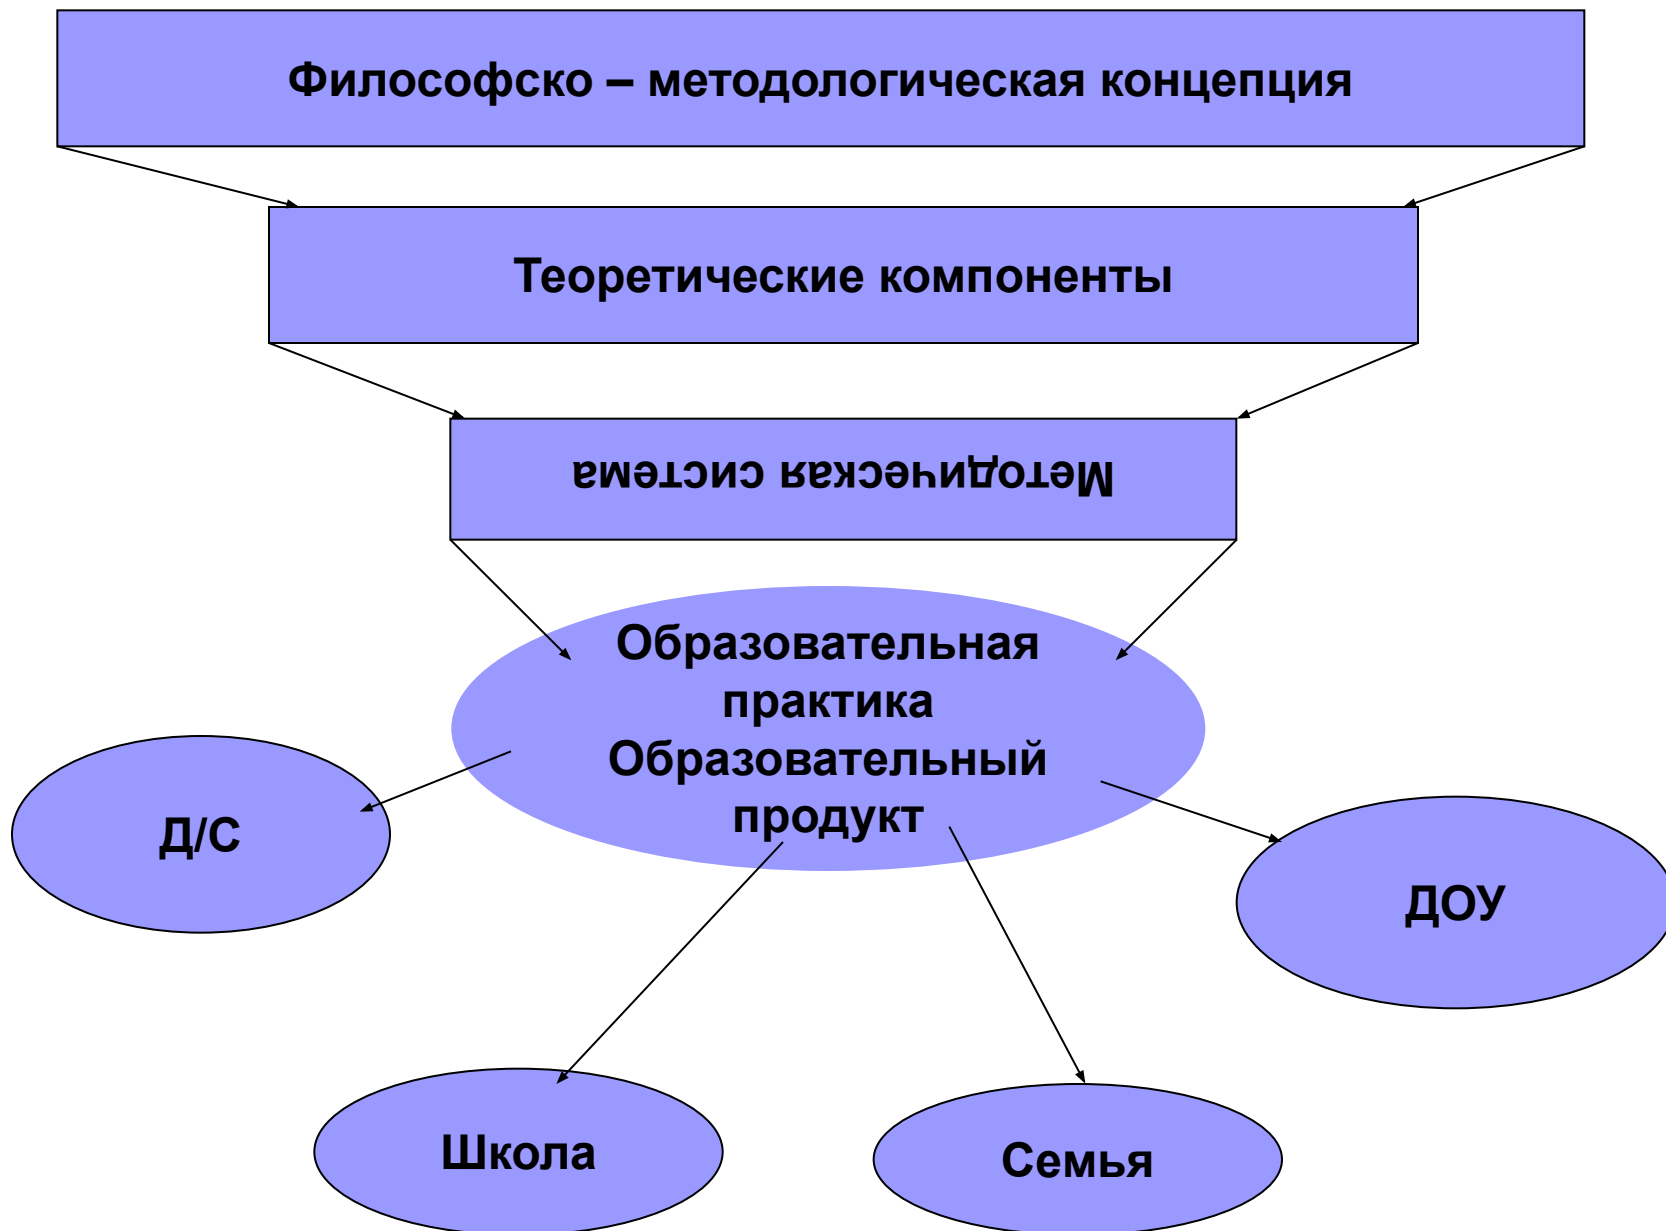 Философско – методологическая концепция
Теоретические компоненты
Методическая система
Образовательная
практика
Образовательный
продукт
Д/С
ДОУ
Школа
Семья